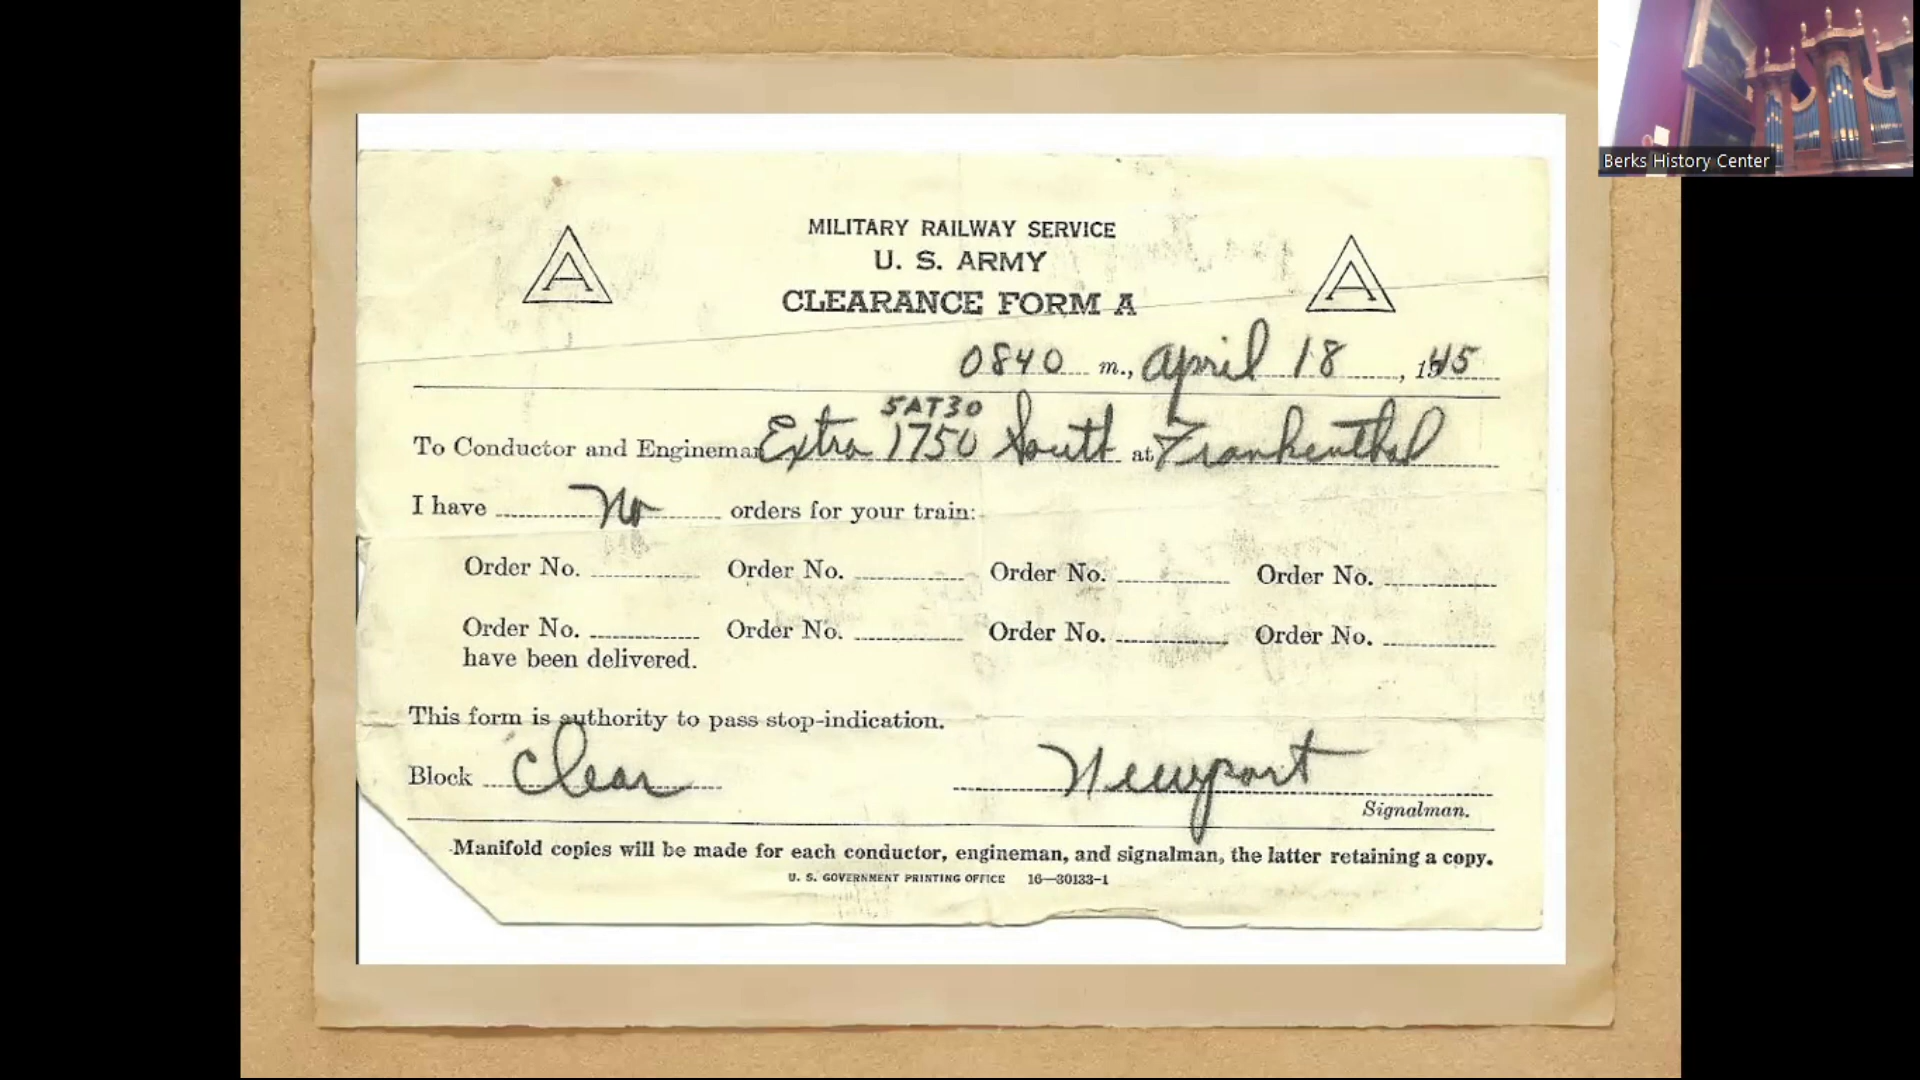 Berks History Center
A
MILITARY RAILWAY SERVICE
A
U. S. ARMY
CLEARANCE FORM A
0840 m., April 18, 1945
5AT30
To Conductor and Engineman Extra 1750 South at Frankenthal
I have No orders for your train:
Order No. Order No. Order No. Order No.
Order No. Order No. Order No. Order No.
have been delivered.
This form is authority to pass stop-indication.
Block Clear Newport
Signalman.
Manifold copies will be made for each conductor, engineman, and signalman, the latter retaining a copy.
U. S. GOVERNMENT PRINTING OFFICE 16—30133-1